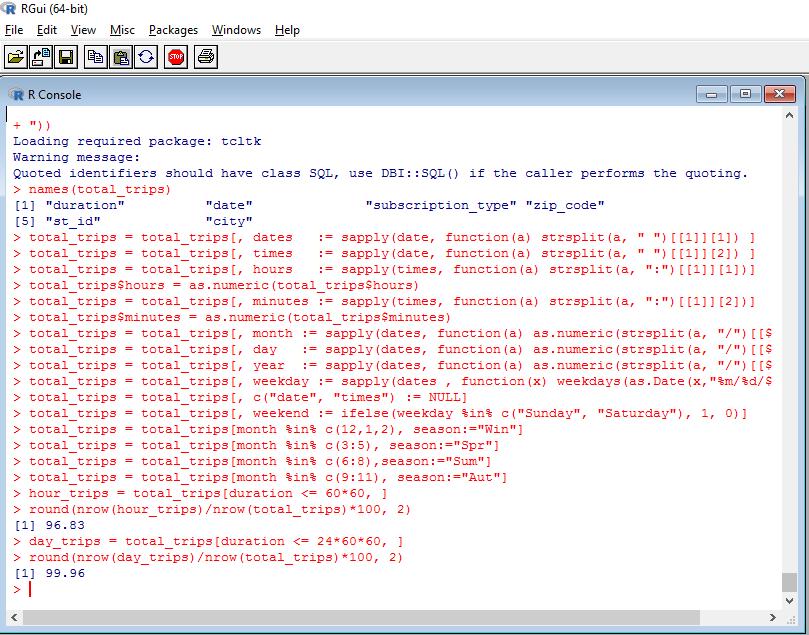 RGui (64-bit)
File Edit View Misc Packages Windows Help
STOP
R Console
+ "))
Loading required package: tcltk
Warning message:
Quoted identifiers should have class SQL, use DBI::SQL() if the caller performs the quoting.
> names(total_trips)
[1] "duration"          "date"              "subscription_type" "zip_code"
[5] "st_id"             "city"
> total_trips = total_trips[, dates   := sapply(date, function(a) strsplit(a, " ")[[1]][1]) ]
> total_trips = total_trips[, times   := sapply(date, function(a) strsplit(a, " ")[[1]][2]) ]
> total_trips = total_trips[, hours   := sapply(times, function(a) strsplit(a, ":")[[1]][1])]
> total_trips$hours = as.numeric(total_trips$hours)
> total_trips = total_trips[, minutes := sapply(times, function(a) strsplit(a, ":")[[1]][2])]
> total_trips$minutes = as.numeric(total_trips$minutes)
> total_trips = total_trips[, month := sapply(dates, function(a) as.numeric(strsplit(a, "/")[[$
> total_trips = total_trips[, day   := sapply(dates, function(a) as.numeric(strsplit(a, "/")[[$
> total_trips = total_trips[, year  := sapply(dates, function(a) as.numeric(strsplit(a, "/")[[$
> total_trips = total_trips[, weekday := sapply(dates , function(x) weekdays(as.Date(x,"%m/%d/$
> total_trips = total_trips[, c("date", "times") := NULL]
> total_trips = total_trips[, weekend := ifelse(weekday %in% c("Sunday", "Saturday"), 1, 0)]
> total_trips = total_trips[month %in% c(12,1,2), season:="Win"]
> total_trips = total_trips[month %in% c(3:5), season:="Spr"]
> total_trips = total_trips[month %in% c(6:8),season:="Sum"]
> total_trips = total_trips[month %in% c(9:11), season:="Aut"]
> hour_trips = total_trips[duration <= 60*60, ]
> round(nrow(hour_trips)/nrow(total_trips)*100, 2)
[1] 96.83
> day_trips = total_trips[duration <= 24*60*60, ]
> round(nrow(day_trips)/nrow(total_trips)*100, 2)
[1] 99.96
>